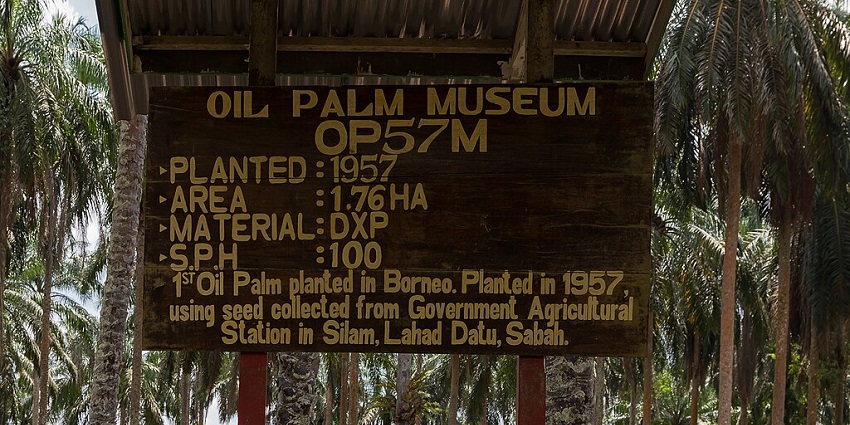 OIL PALM MUSEUM
OP57M
▸PLANTED : 1957
▸AREA : 1.76 HA
▸MATERIAL : DXP
▸S.P.H : 100
1ST Oil Palm planted in Borneo. Planted in 1957,
using seed collected from Government Agricultural
Station in Silam, Lahad Datu, Sabah.